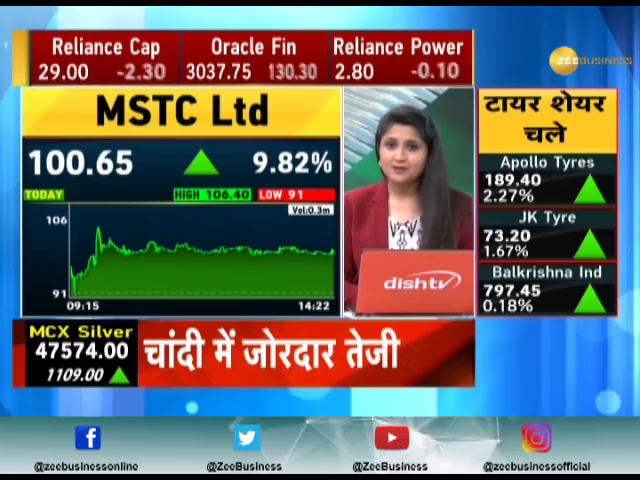 Reliance Cap
29.00 -2.30
Oracle Fin
3037.75 130.30
Reliance Power
2.80 -0.10
ZEEBUSINESS
MSTC Ltd
100.65 9.82%
TODAY HIGH 106.40 LOW 91
Vel:0.3m
106
91
09:15 14:22
dishtv
टायर शेयर
चले
Apollo Tyres
189.40
2.27%
JK Tyre
73.20
1.67%
Balkrishna Ind
797.45
0.18%
MCX Silver
47574.00
1109.00
चांदी में जोरदार तेजी
@zeebusinessonline @ZeeBusiness @ZeeBusiness @zeebusinessofficial